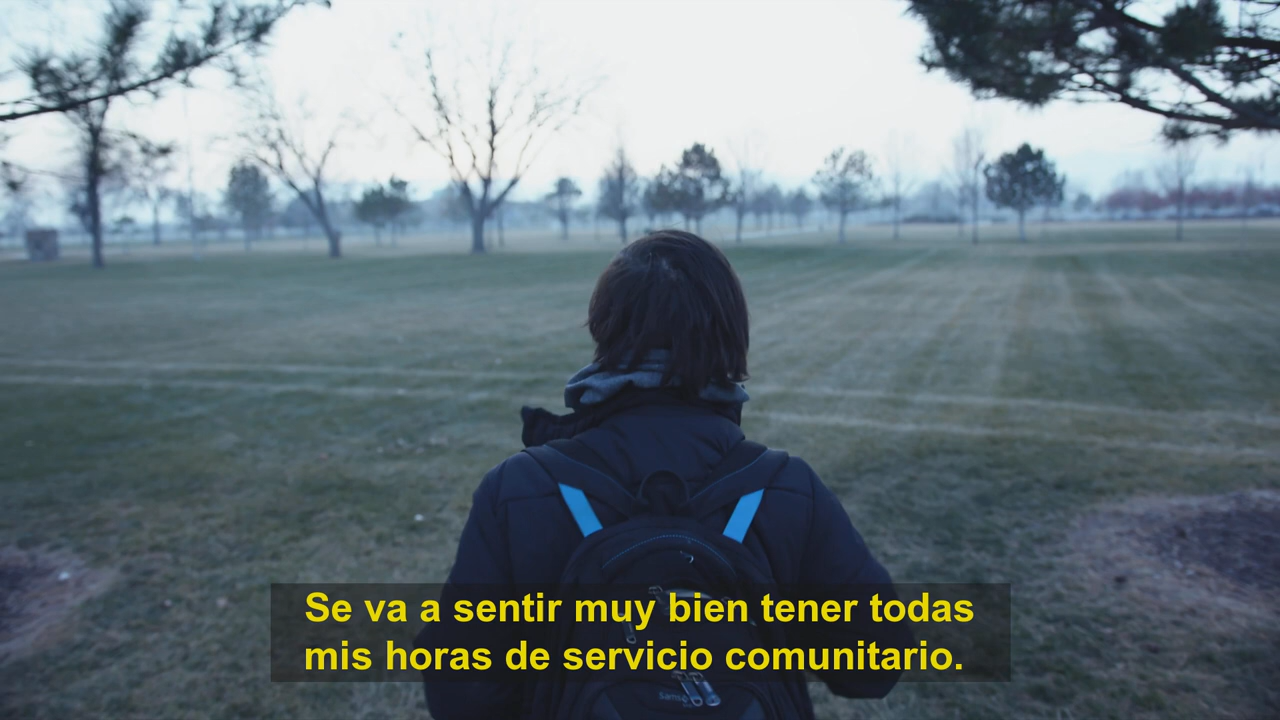 Se va a sentir muy bien tener todas
mis horas de servicio comunitario.